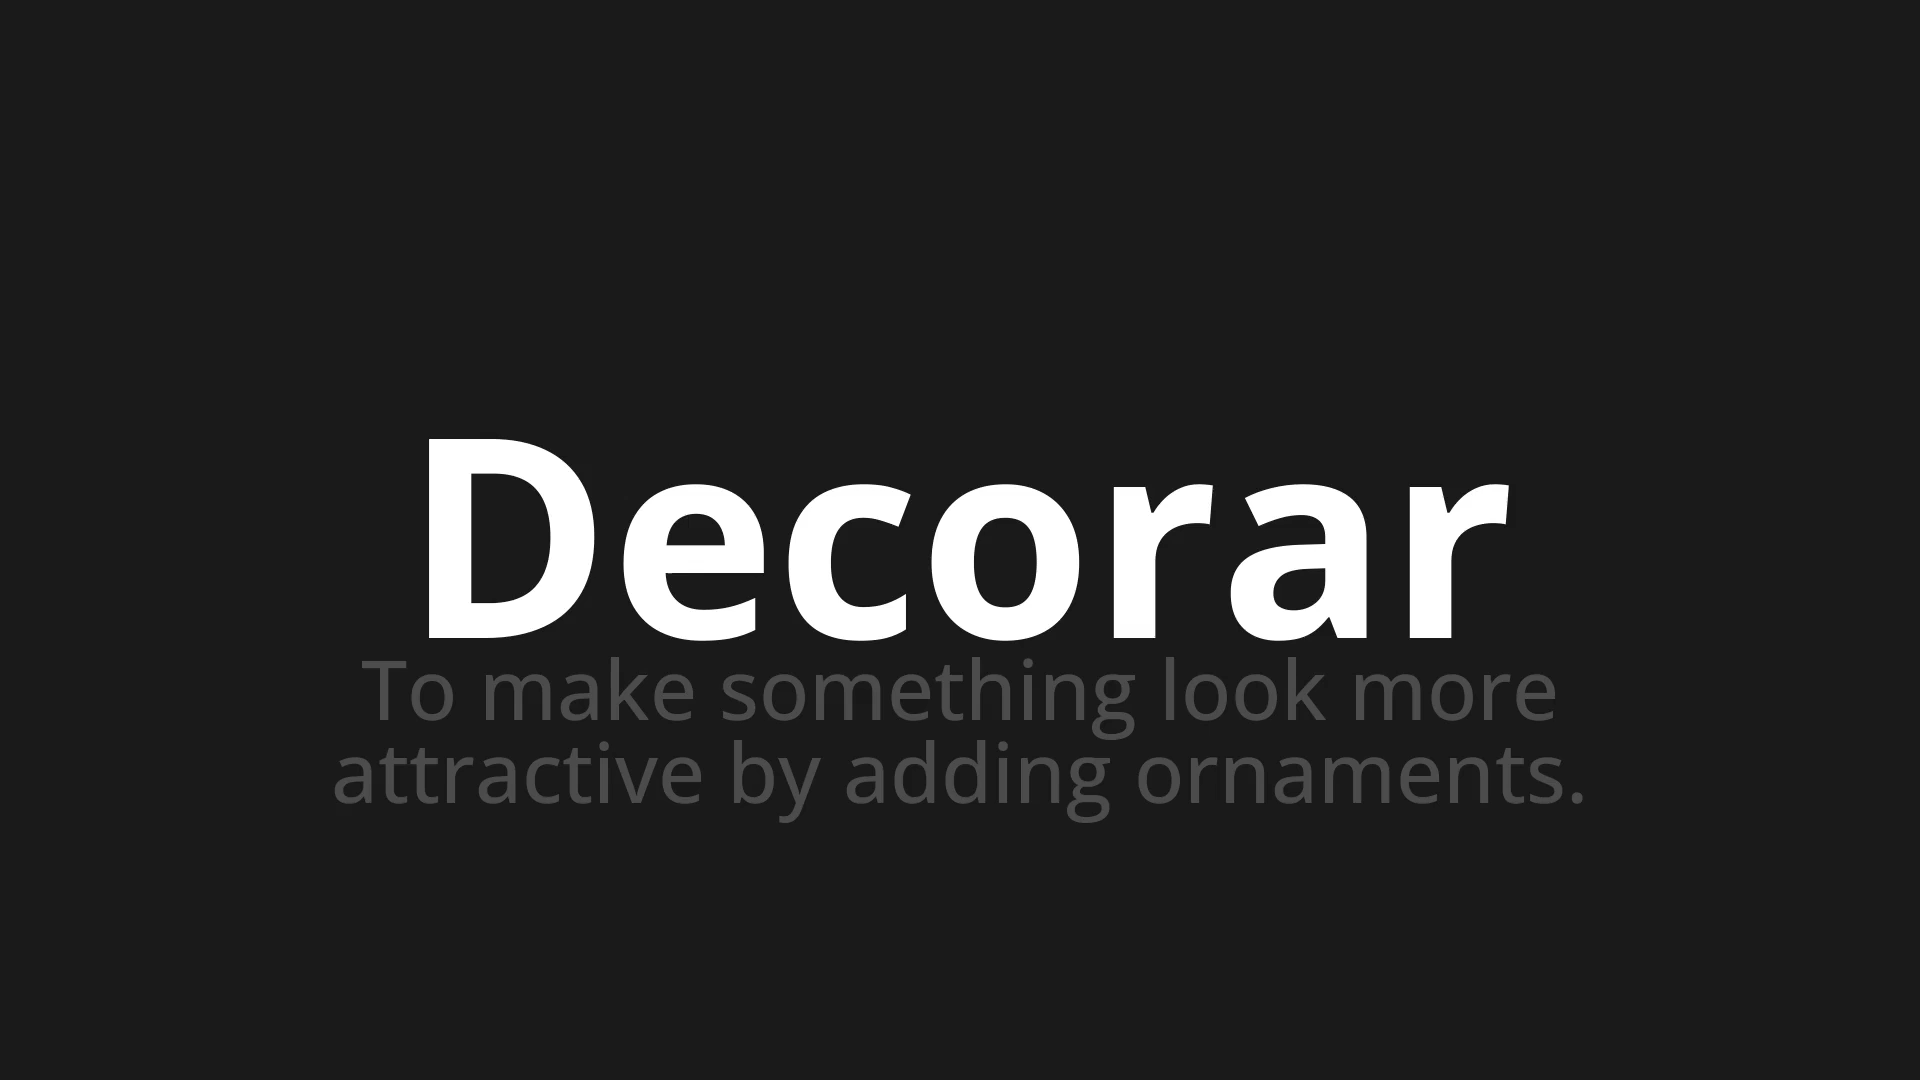 Decorar
To make something look more
attractive by adding ornaments.